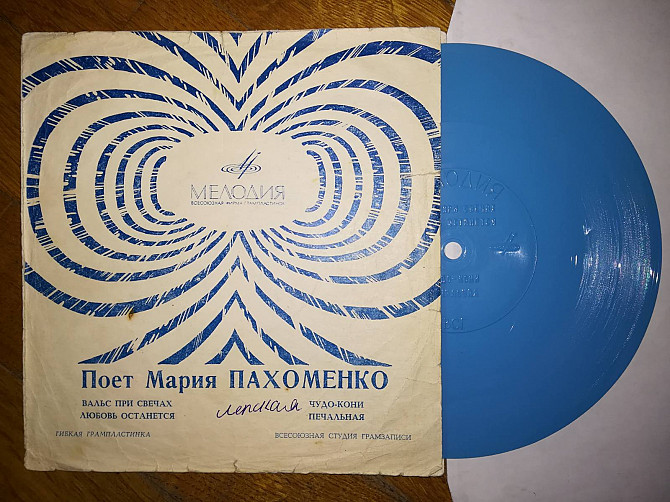 МЕЛОДИЯ
ВСЕСОЮЗНАЯ ФИРМА ГРАМПЛАСТИНОК
Поет Мария ПАХОМЕНКО
ВАЛЬС ПРИ СВЕЧАХ
ЛЮБОВЬ ОСТАНЕТСЯ
ЧУДО-КОНИ
ПЕЧАЛЬНАЯ
ГИБКАЯ ГРАМПЛАСТИНКА
ВСЕСОЮЗНАЯ СТУДИЯ ГРАМЗАПИСИ